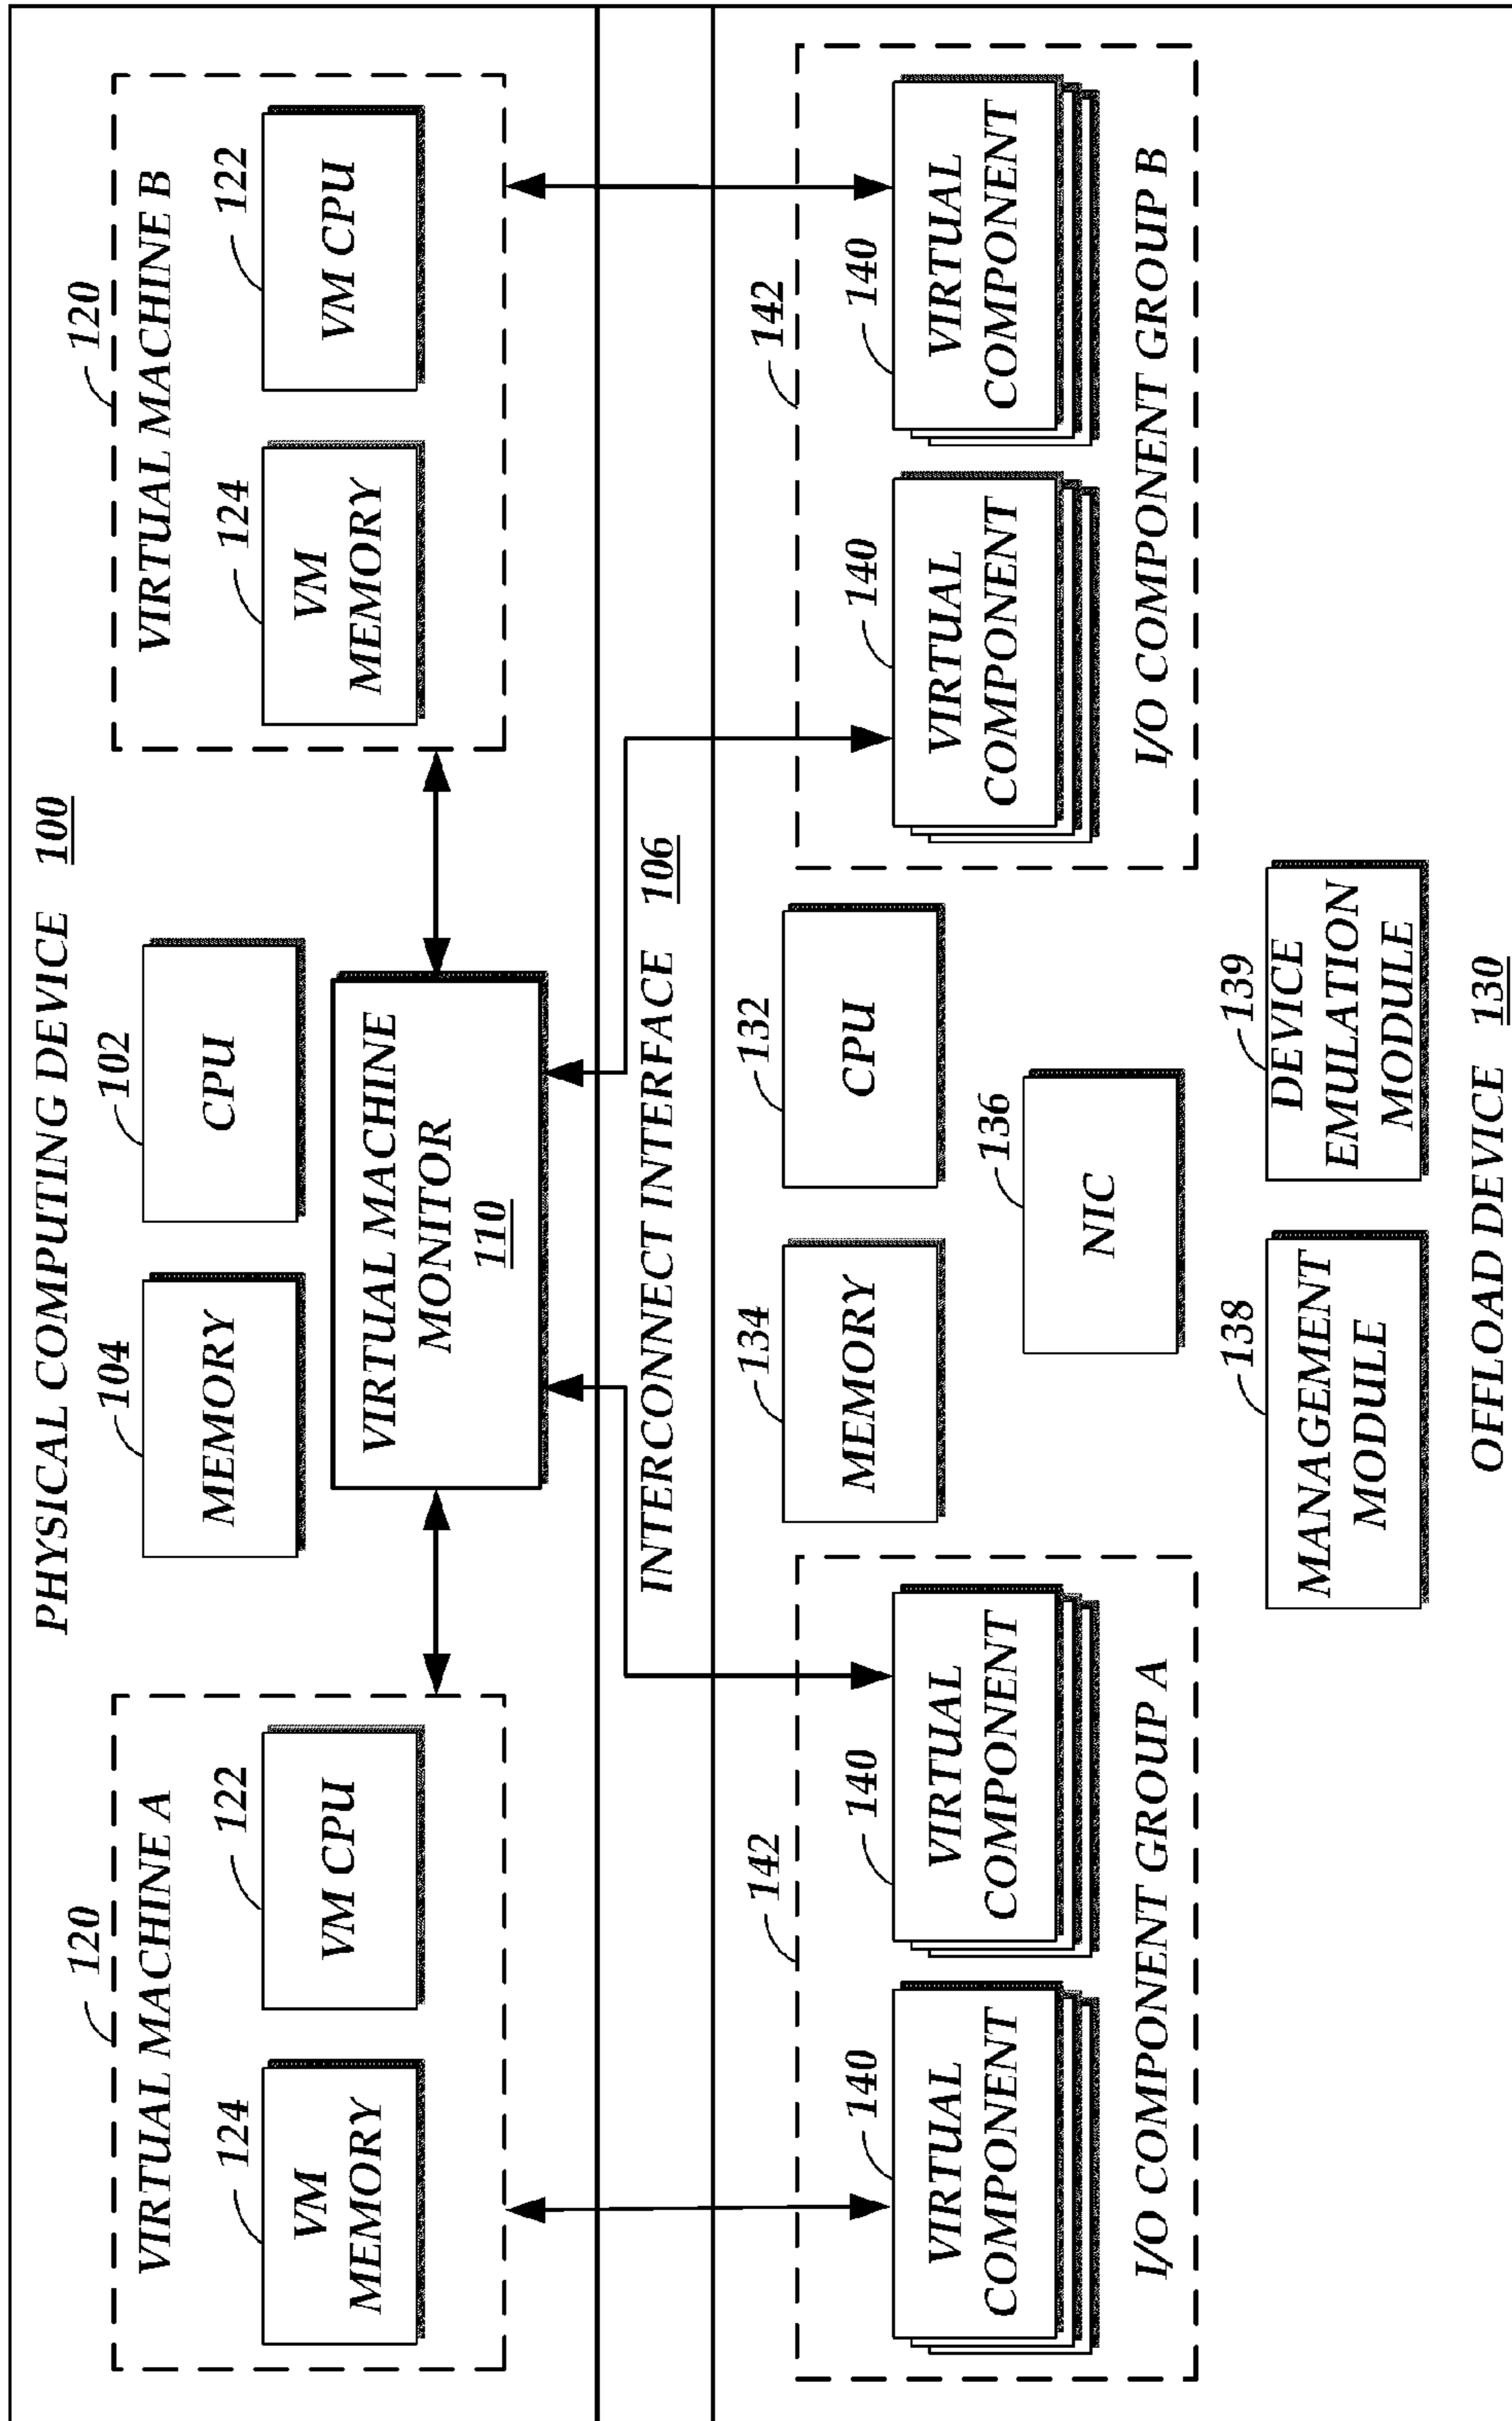 PHYSICAL COMPUTING DEVICE 100
120
VIRTUAL MACHINE A
124
VM
MEMORY
122
VM CPU
104
MEMORY
102
CPU
VIRTUAL MACHINE
MONITOR
110
120
VIRTUAL MACHINE B
124
VM
MEMORY
122
VM CPU
INTERCONNECT INTERFACE 106
142
140
VIRTUAL
COMPONENT
140
VIRTUAL
COMPONENT
I/O COMPONENT GROUP A
134
MEMORY
132
CPU
136
NIC
142
140
VIRTUAL
COMPONENT
140
VIRTUAL
COMPONENT
I/O COMPONENT GROUP B
138
MANAGEMENT
MODULE
139
DEVICE
EMULATION
MODULE
OFFLOAD DEVICE 130